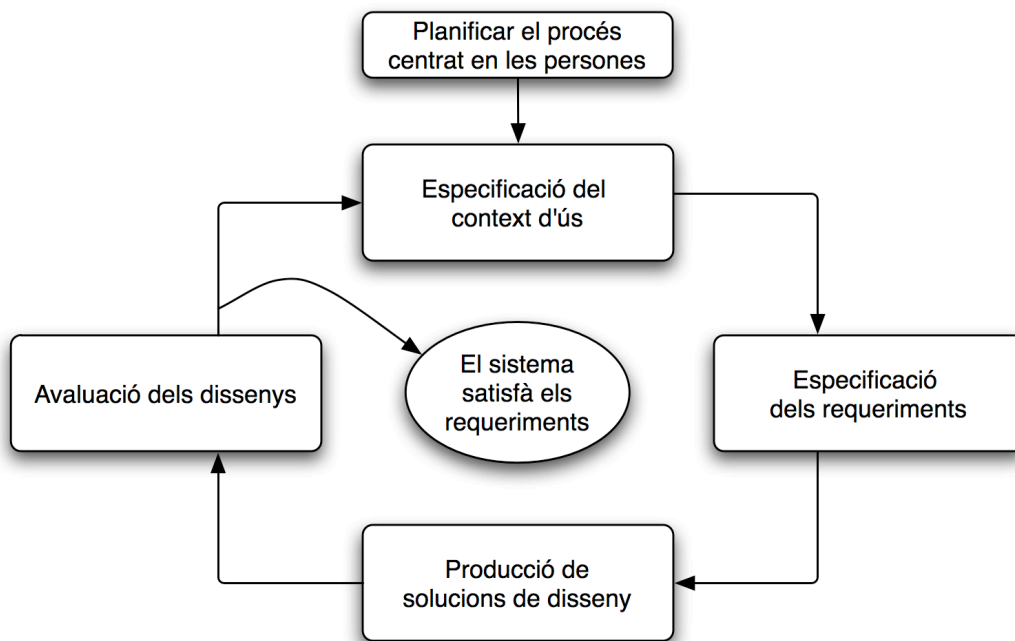 Planificar el procés
centrat en les persones
Especificació del
context d'ús
Avaluació dels dissenys
El sistema
satisfà els
requeriments
Especificació
dels requeriments
Producció de
solucions de disseny